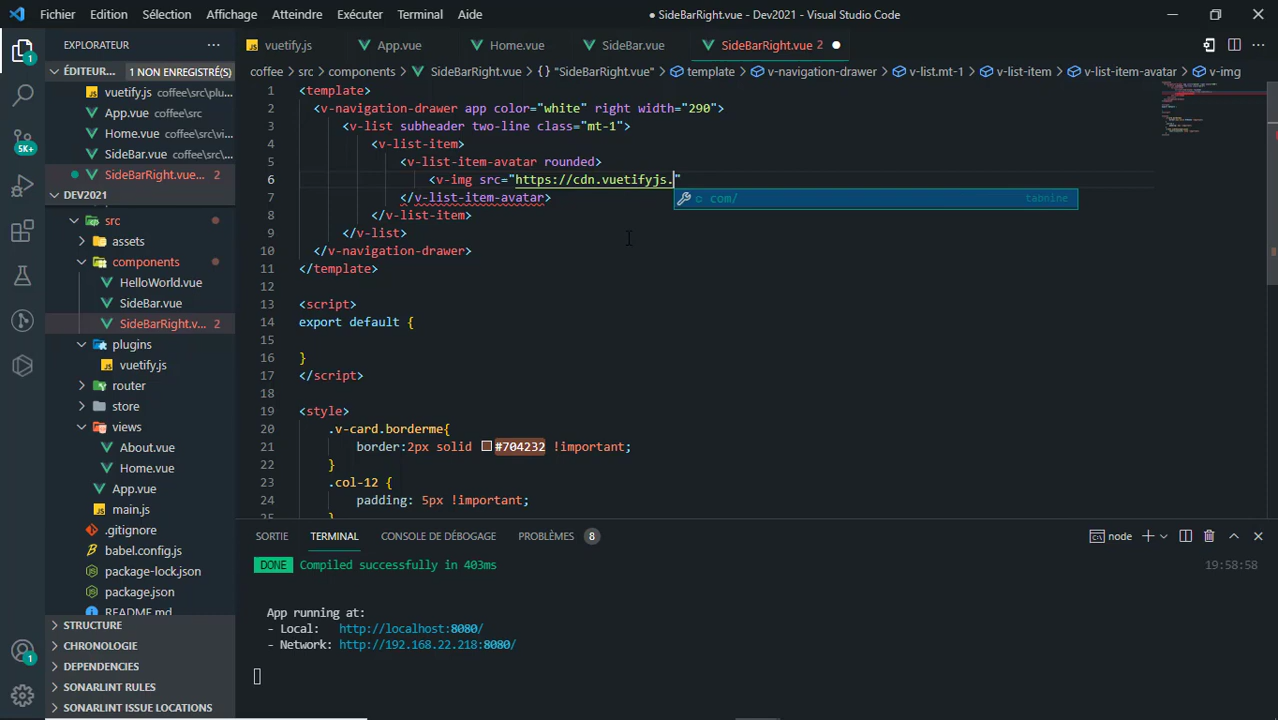 Fichier Edition Sélection Affichage Atteindre Exécuter Terminal Aide
● SideBarRight.vue - Dev2021 - Visual Studio Code
EXPLORATEUR ···
ÉDITEUR... 1 NON ENREGISTRÉ(S)
vuetify.js coffee\src\plu...
App.vue coffee\src
Home.vue coffee\src\vi...
SideBar.vue coffee\src\...
SideBarRight.vue... 2
DEV2021
src
assets
components
HelloWorld.vue
SideBar.vue
SideBarRight.v... 2
plugins
vuetify.js
router
store
views
About.vue
Home.vue
App.vue
main.js
.gitignore
babel.config.js
package-lock.json
package.json
README.md
STRUCTURE
CHRONOLOGIE
DEPENDENCIES
SONARLINT RULES
SONARLINT ISSUE LOCATIONS
1
5K+
1
JS vuetify.js App.vue Home.vue SideBar.vue SideBarRight.vue 2 ●
coffee > src > components > SideBarRight.vue > {} "SideBarRight.vue" > template > v-navigation-drawer > v-list.mt-1 > v-list-item > v-list-item-avatar > v-img
1 <template>
2 <v-navigation-drawer app color="white" right width="290">
3 <v-list subheader two-line class="mt-1">
4 <v-list-item>
5 <v-list-item-avatar rounded>
6 <v-img src="https://cdn.vuetifyjs."
com/ tabnine
7 </v-list-item-avatar>
8 </v-list-item>
9 </v-list>
10 </v-navigation-drawer>
11 </template>
12
13 <script>
14 export default {
15
16 }
17 </script>
18
19 <style>
20 .v-card.borderme{
21 border:2px solid #704232 !important;
22 }
23 .col-12 {
24 padding: 5px !important;
25 }
SORTIE TERMINAL CONSOLE DE DÉBOGAGE PROBLÈMES 8
node
DONE Compiled successfully in 403ms 19:58:58
App running at:
- Local: http://localhost:8080/
- Network: http://192.168.22.218:8080/